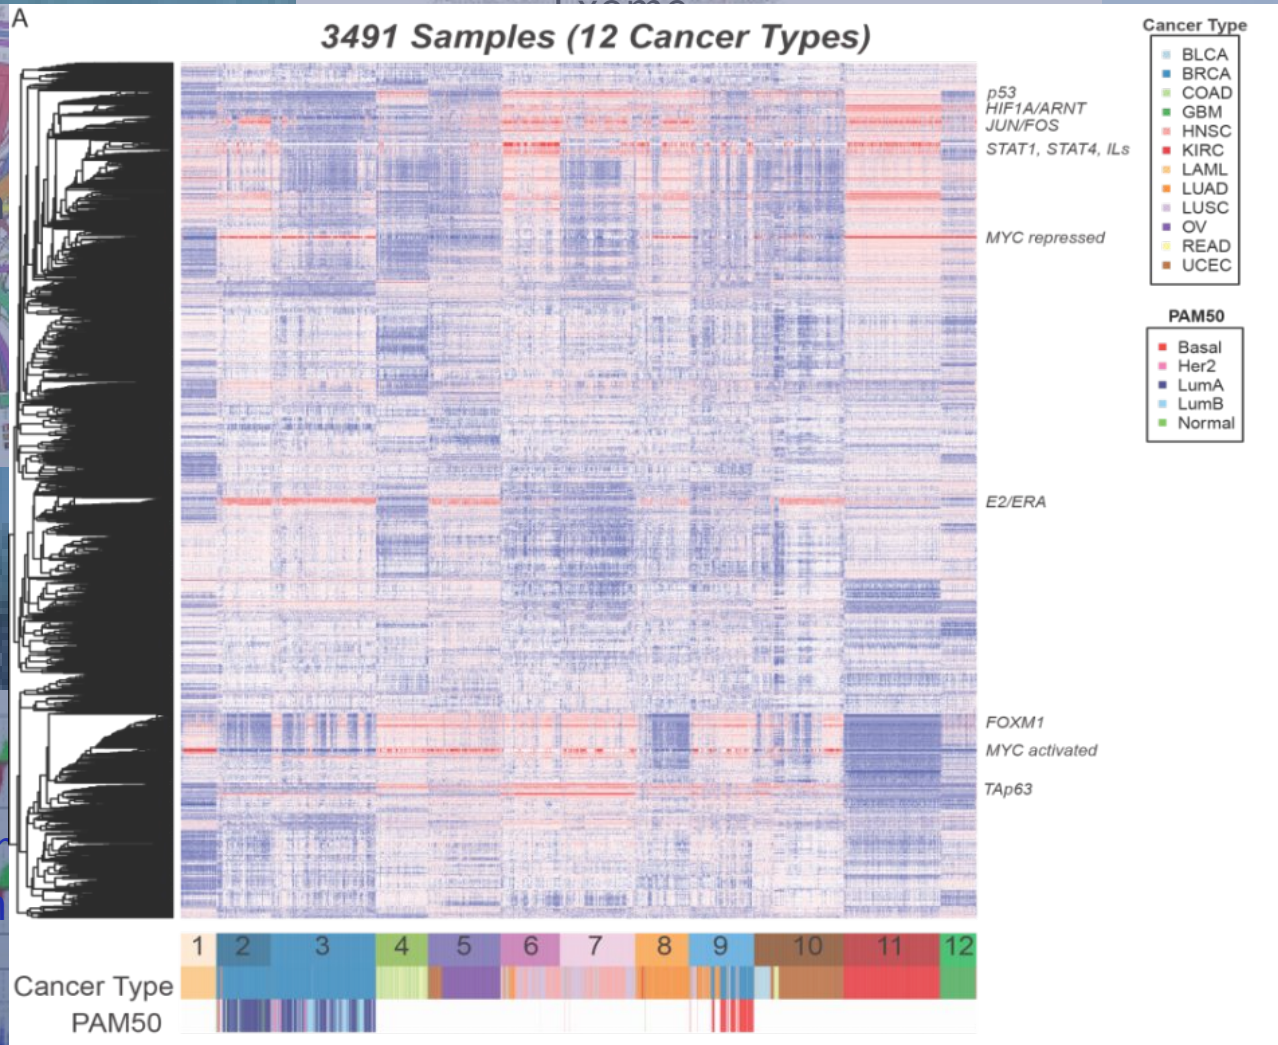 A
3491 Samples (12 Cancer Types)
p53
HIF1A/ARNT
JUN/FOS
STAT1, STAT4, ILs
MYC repressed
E2/ERA
FOXM1
MYC activated
TAp63
Cancer Type
BLCA
BRCA
COAD
GBM
HNSC
KIRC
LAML
LUAD
LUSC
OV
READ
UCEC
PAM50
Basal
Her2
LumA
LumB
Normal
1 2 3 4 5 6 7 8 9 10 11 12
Cancer Type
PAM50